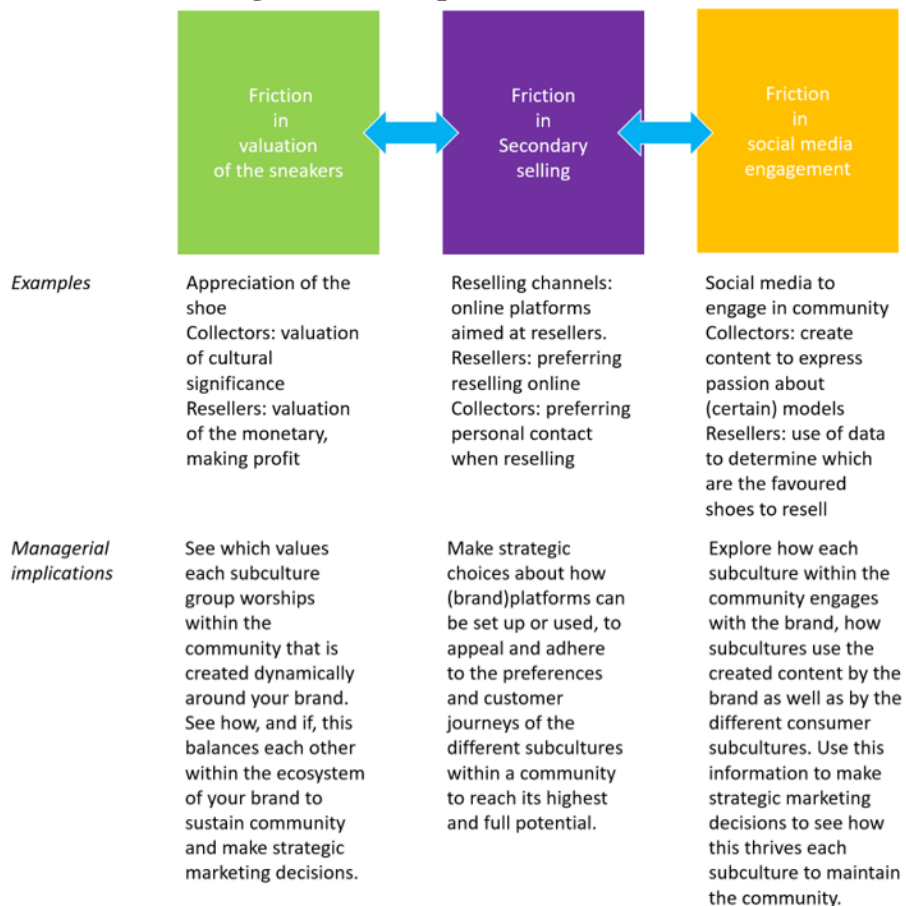 Friction
in
valuation
of the sneakers
Friction
in
Secondary
selling
Friction
in
social media
engagement
Examples
Appreciation of the
shoe
Collectors: valuation
of cultural
significance
Resellers: valuation
of the monetary,
making profit
Reselling channels:
online platforms
aimed at resellers.
Resellers: preferring
reselling online
Collectors: preferring
personal contact
when reselling
Social media to
engage in community
Collectors: create
content to express
passion about
(certain) models
Resellers: use of data
to determine which
are the favoured
shoes to resell
Managerial
implications
See which values
each subculture
group worships
within the
community that is
created dynamically
around your brand.
See how, and if, this
balances each other
within the ecosystem
of your brand to
sustain community
and make strategic
marketing decisions.
Make strategic
choices about how
(brand)platforms can
be set up or used, to
appeal and adhere
to the preferences
and customer
journeys of the
different subcultures
within a community
to reach its highest
and full potential.
Explore how each
subculture within the
community engages
with the brand, how
subcultures use the
created content by the
brand as well as by the
different consumer
subcultures. Use this
information to make
strategic marketing
decisions to see how
this thrives each
subculture to maintain
the community.